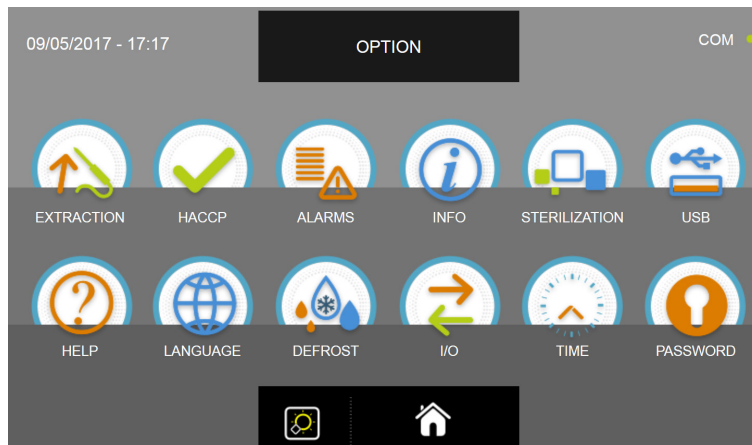 09/05/2017 - 17:17
OPTION
COM
EXTRACTION
HACCP
ALARMS
INFO
STERILIZATION
USB
HELP
LANGUAGE
DEFROST
I/O
TIME
PASSWORD